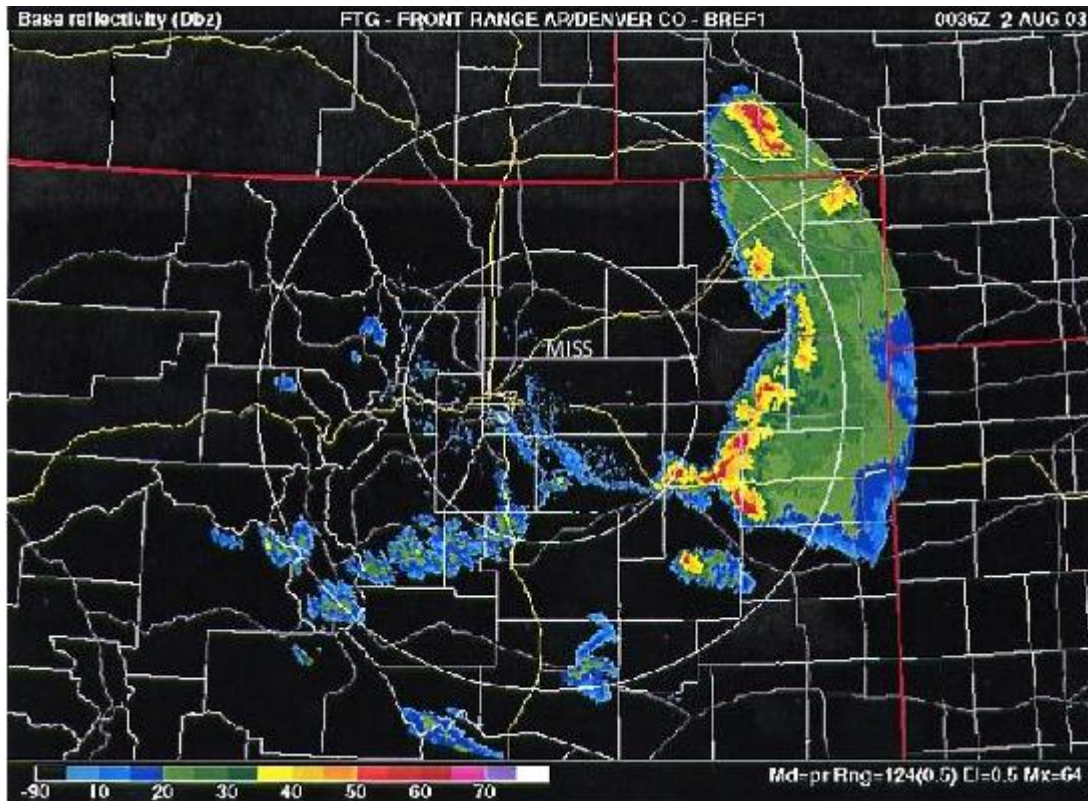 Base reflectivity (Dbz) FTG - FRONT RANGE AP/DENVER CO - BREF1 0036Z 2 AUG 03
MISS
-90 10 20 30 40 50 60 70 Md=pr Rng=124(0.5) El=0.5 Mx=64